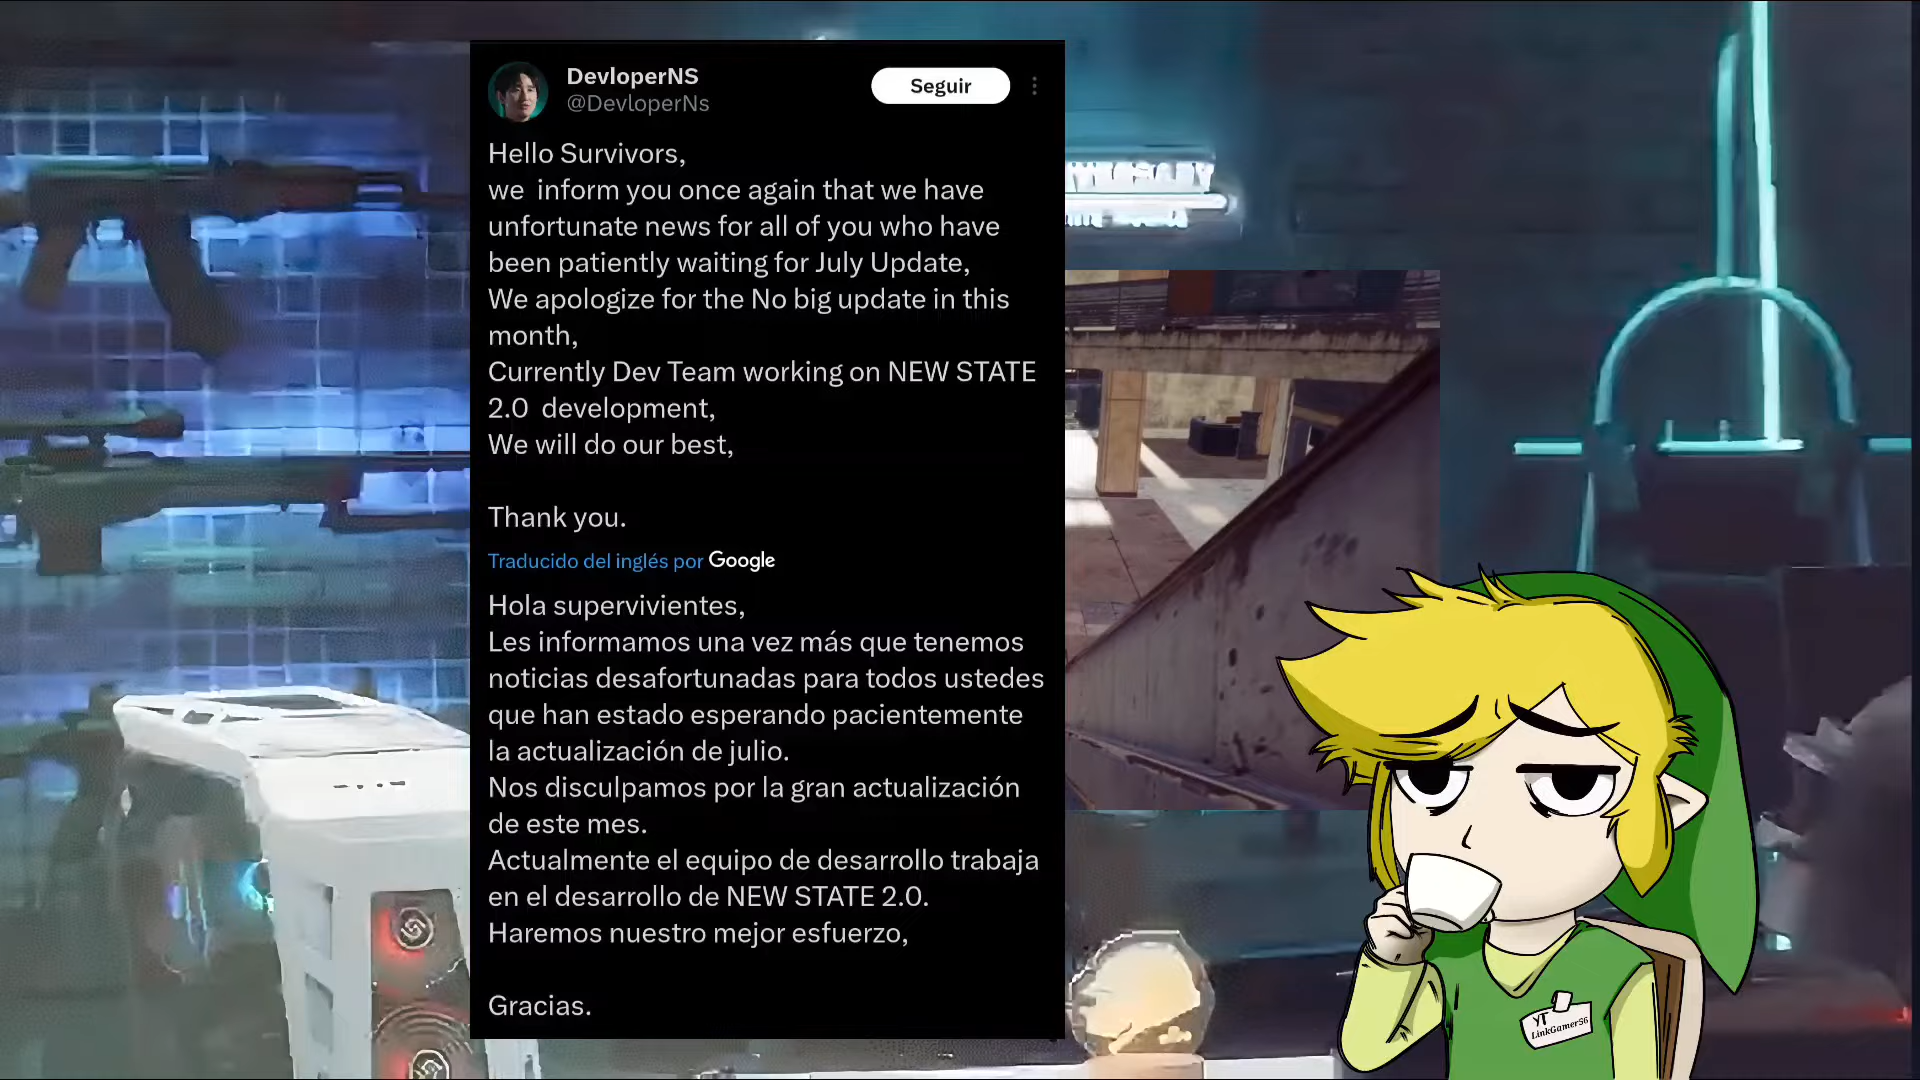 DevloperNS
@DevloperNs
Seguir
Hello Survivors,
we inform you once again that we have
unfortunate news for all of you who have
been patiently waiting for July Update,
We apologize for the No big update in this
month,
Currently Dev Team working on NEW STATE
2.0 development,
We will do our best,
Thank you.
Traducido del inglés por Google
Hola supervivientes,
Les informamos una vez más que tenemos
noticias desafortunadas para todos ustedes
que han estado esperando pacientemente
la actualización de julio.
Nos disculpamos por la gran actualización
de este mes.
Actualmente el equipo de desarrollo trabaja
en el desarrollo de NEW STATE 2.0.
Haremos nuestro mejor esfuerzo,
Gracias.
YT
LinkGamerS6